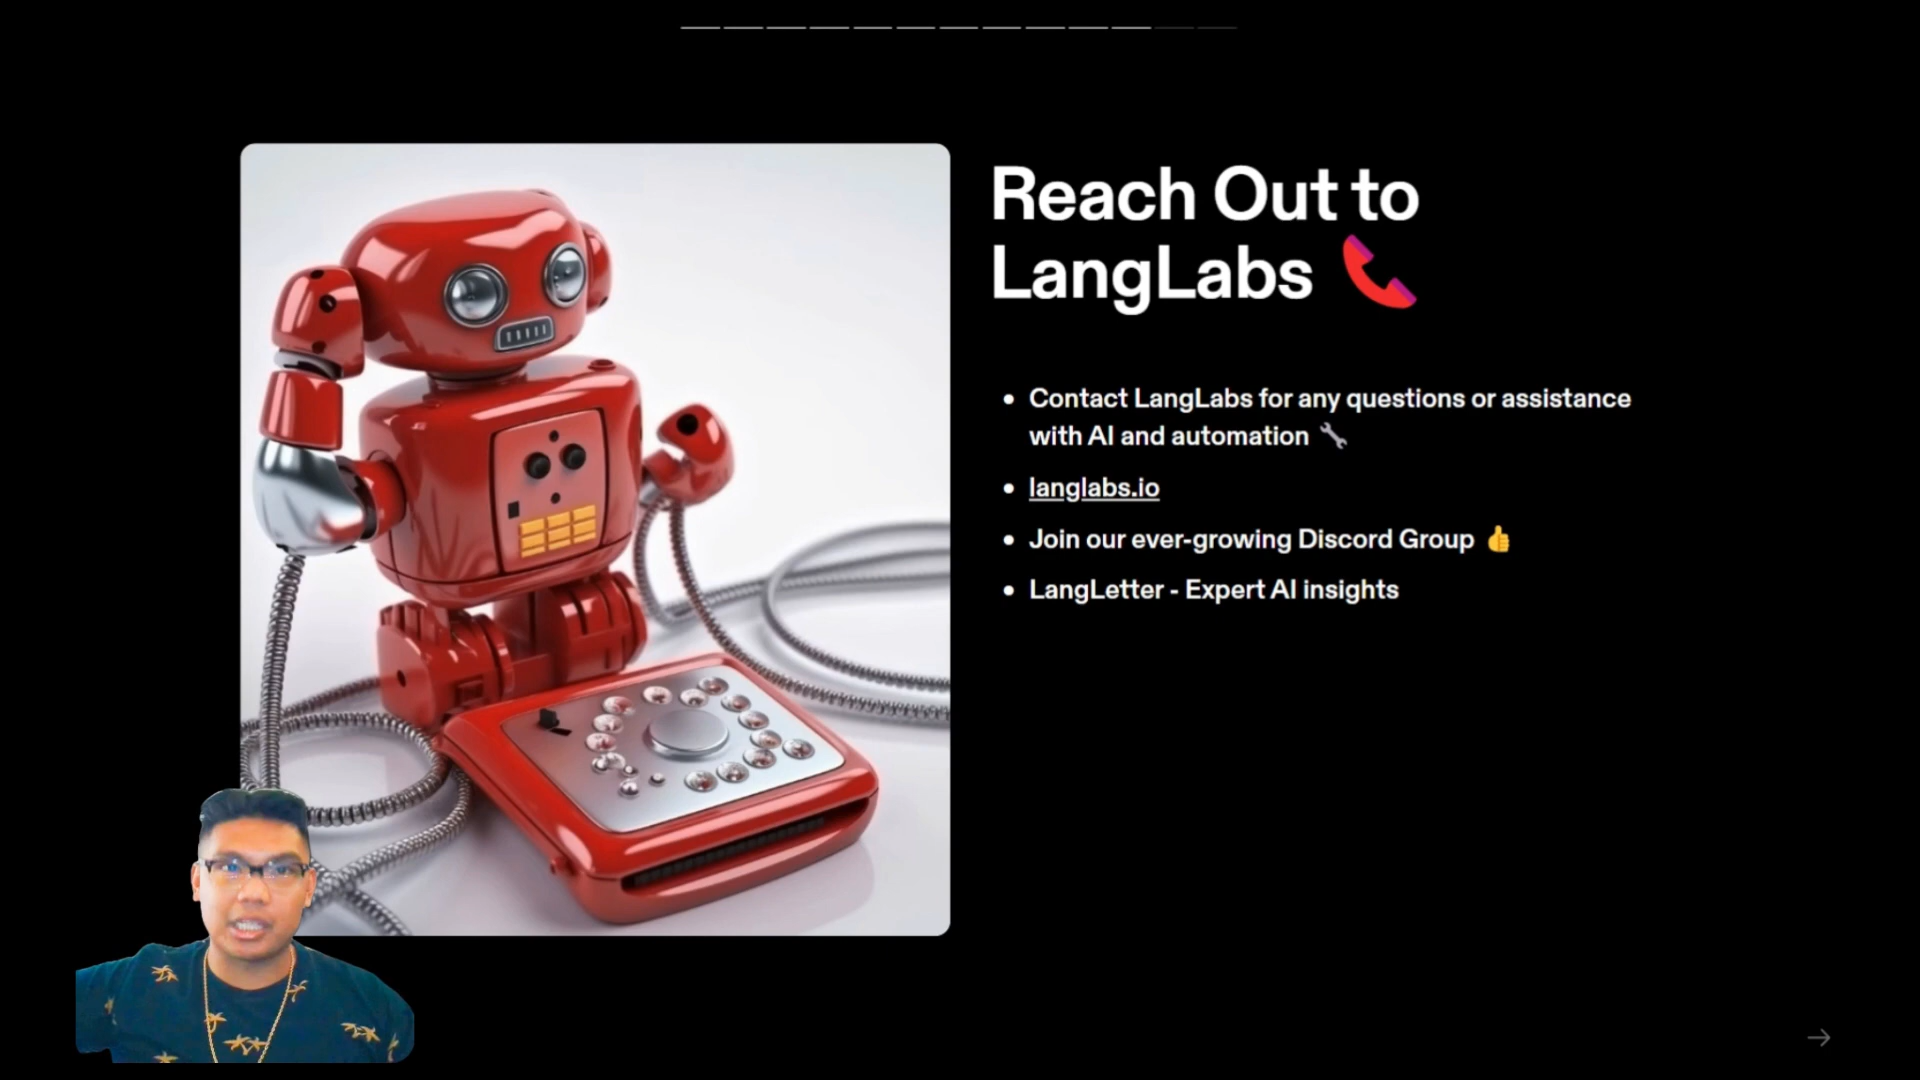 Reach Out to
LangLabs 📞
Contact LangLabs for any questions or assistance
with AI and automation 🔧
langlabs.io
Join our ever-growing Discord Group 👍
LangLetter - Expert AI insights